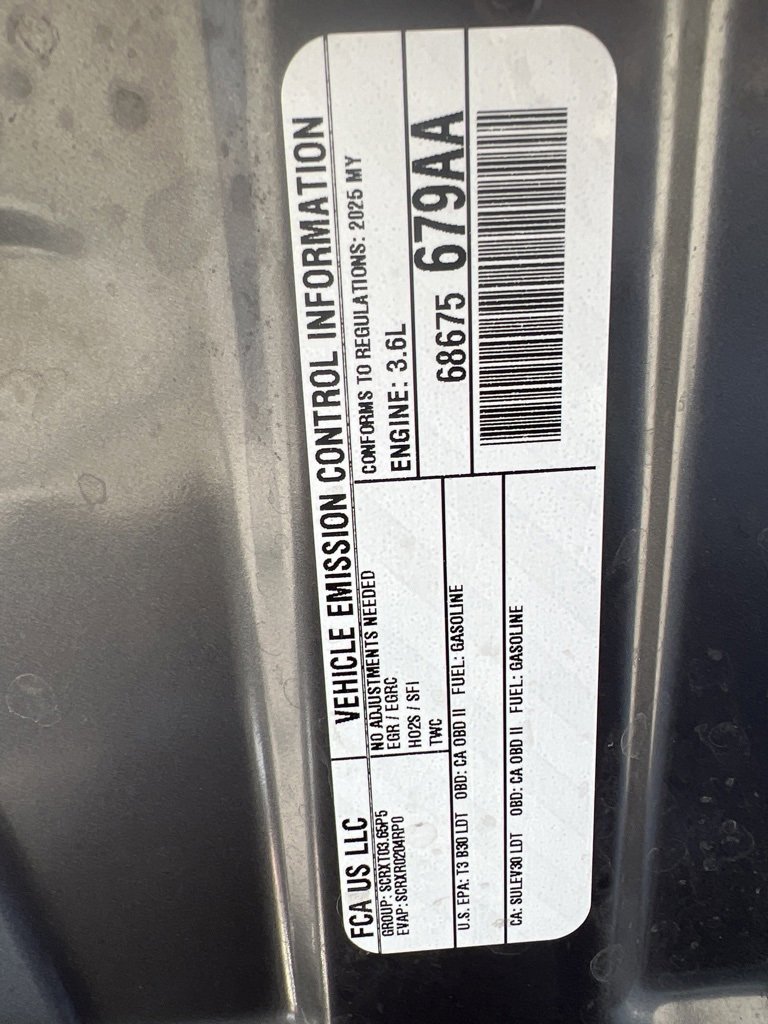 FCA US LLC
VEHICLE EMISSION CONTROL INFORMATION
GROUP: SCRXT03.65P5
EVAP: SCRXR0204RP0
NO ADJUSTMENTS NEEDED
EGR / EGRC
HO2S / SFI
TWC
CONFORMS TO REGULATIONS: 2025 MY
ENGINE: 3.6L
68675 679AA
U.S. EPA: T3 B30 LDT OBD: CA OBD II FUEL: GASOLINE
CA: SULEV30 LDT OBD: CA OBD II FUEL: GASOLINE